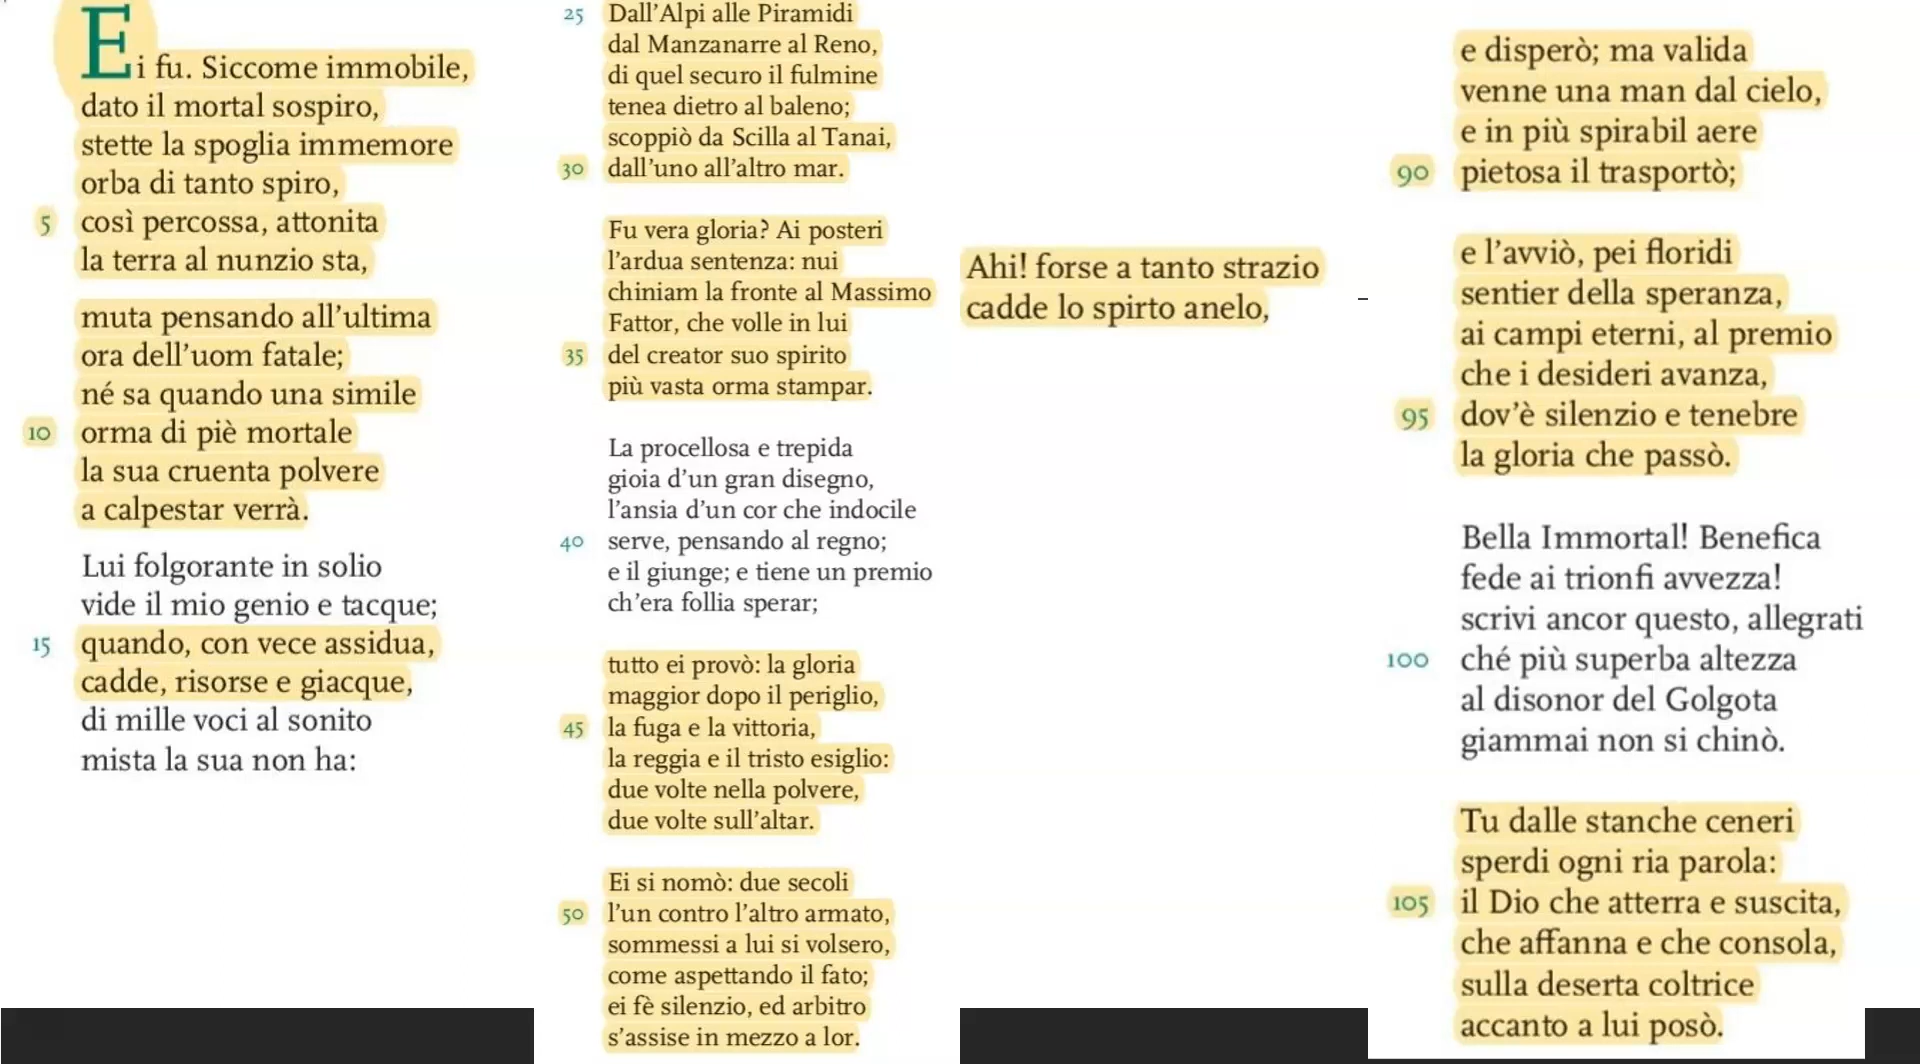 Ei fu. Siccome immobile,
dato il mortal sospiro,
stette la spoglia immemore
orba di tanto spiro,
5 così percossa, attonita
la terra al nunzio sta,
muta pensando all'ultima
ora dell'uom fatale;
né sa quando una simile
10 orma di piè mortale
la sua cruenta polvere
a calpestar verrà.
Lui folgorante in solio
vide il mio genio e tacque;
15 quando, con vece assidua,
cadde, risorse e giacque,
di mille voci al sonito
mista la sua non ha:
25 Dall'Alpi alle Piramidi
dal Manzanarre al Reno,
di quel securo il fulmine
tenea dietro al baleno;
scoppiò da Scilla al Tanai,
30 dall'uno all'altro mar.
Fu vera gloria? Ai posteri
l'ardua sentenza: nui
chiniam la fronte al Massimo
Fattor, che volle in lui
35 del creator suo spirito
più vasta orma stampar.
La procellosa e trepida
gioia d'un gran disegno,
l'ansia d'un cor che indocile
40 serve, pensando al regno;
e il giunge; e tiene un premio
ch'era follia sperar;
tutto ei provò: la gloria
maggior dopo il periglio,
45 la fuga e la vittoria,
la reggia e il tristo esiglio:
due volte nella polvere,
due volte sull'altar.
Ei si nomò: due secoli
50 l'un contro l'altro armato,
sommessi a lui si volsero,
come aspettando il fato;
ei fè silenzio, ed arbitro
s'assise in mezzo a lor.
Ahi! forse a tanto strazio
cadde lo spirto anelo,
e disperò; ma valida
venne una man dal cielo,
e in più spirabil aere
90 pietosa il trasportò;
e l'avviò, pei floridi
sentier della speranza,
ai campi eterni, al premio
che i desideri avanza,
95 dov'è silenzio e tenebre
la gloria che passò.
Bella Immortal! Benefica
fede ai trionfi avvezza!
scrivi ancor questo, allegrati
100 ché più superba altezza
al disonor del Golgota
giammai non si chinò.
Tu dalle stanche ceneri
sperdi ogni ria parola:
105 il Dio che atterra e suscita,
che affanna e che consola,
sulla deserta coltrice
accanto a lui posò.